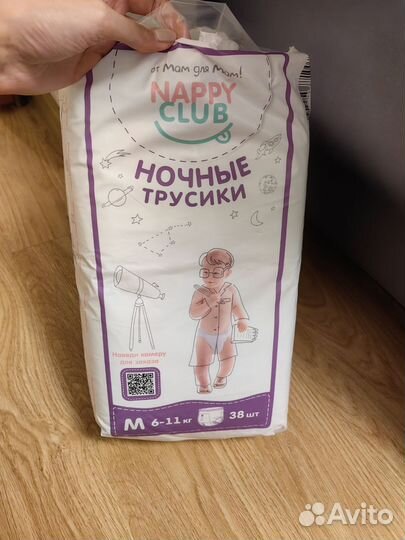 от Мам для Мам!
NAPPY
CLUB
НОЧНЫЕ
ТРУСИКИ
Наведи камеру
для заказа
M 6-11 кг 38 шт
Avito